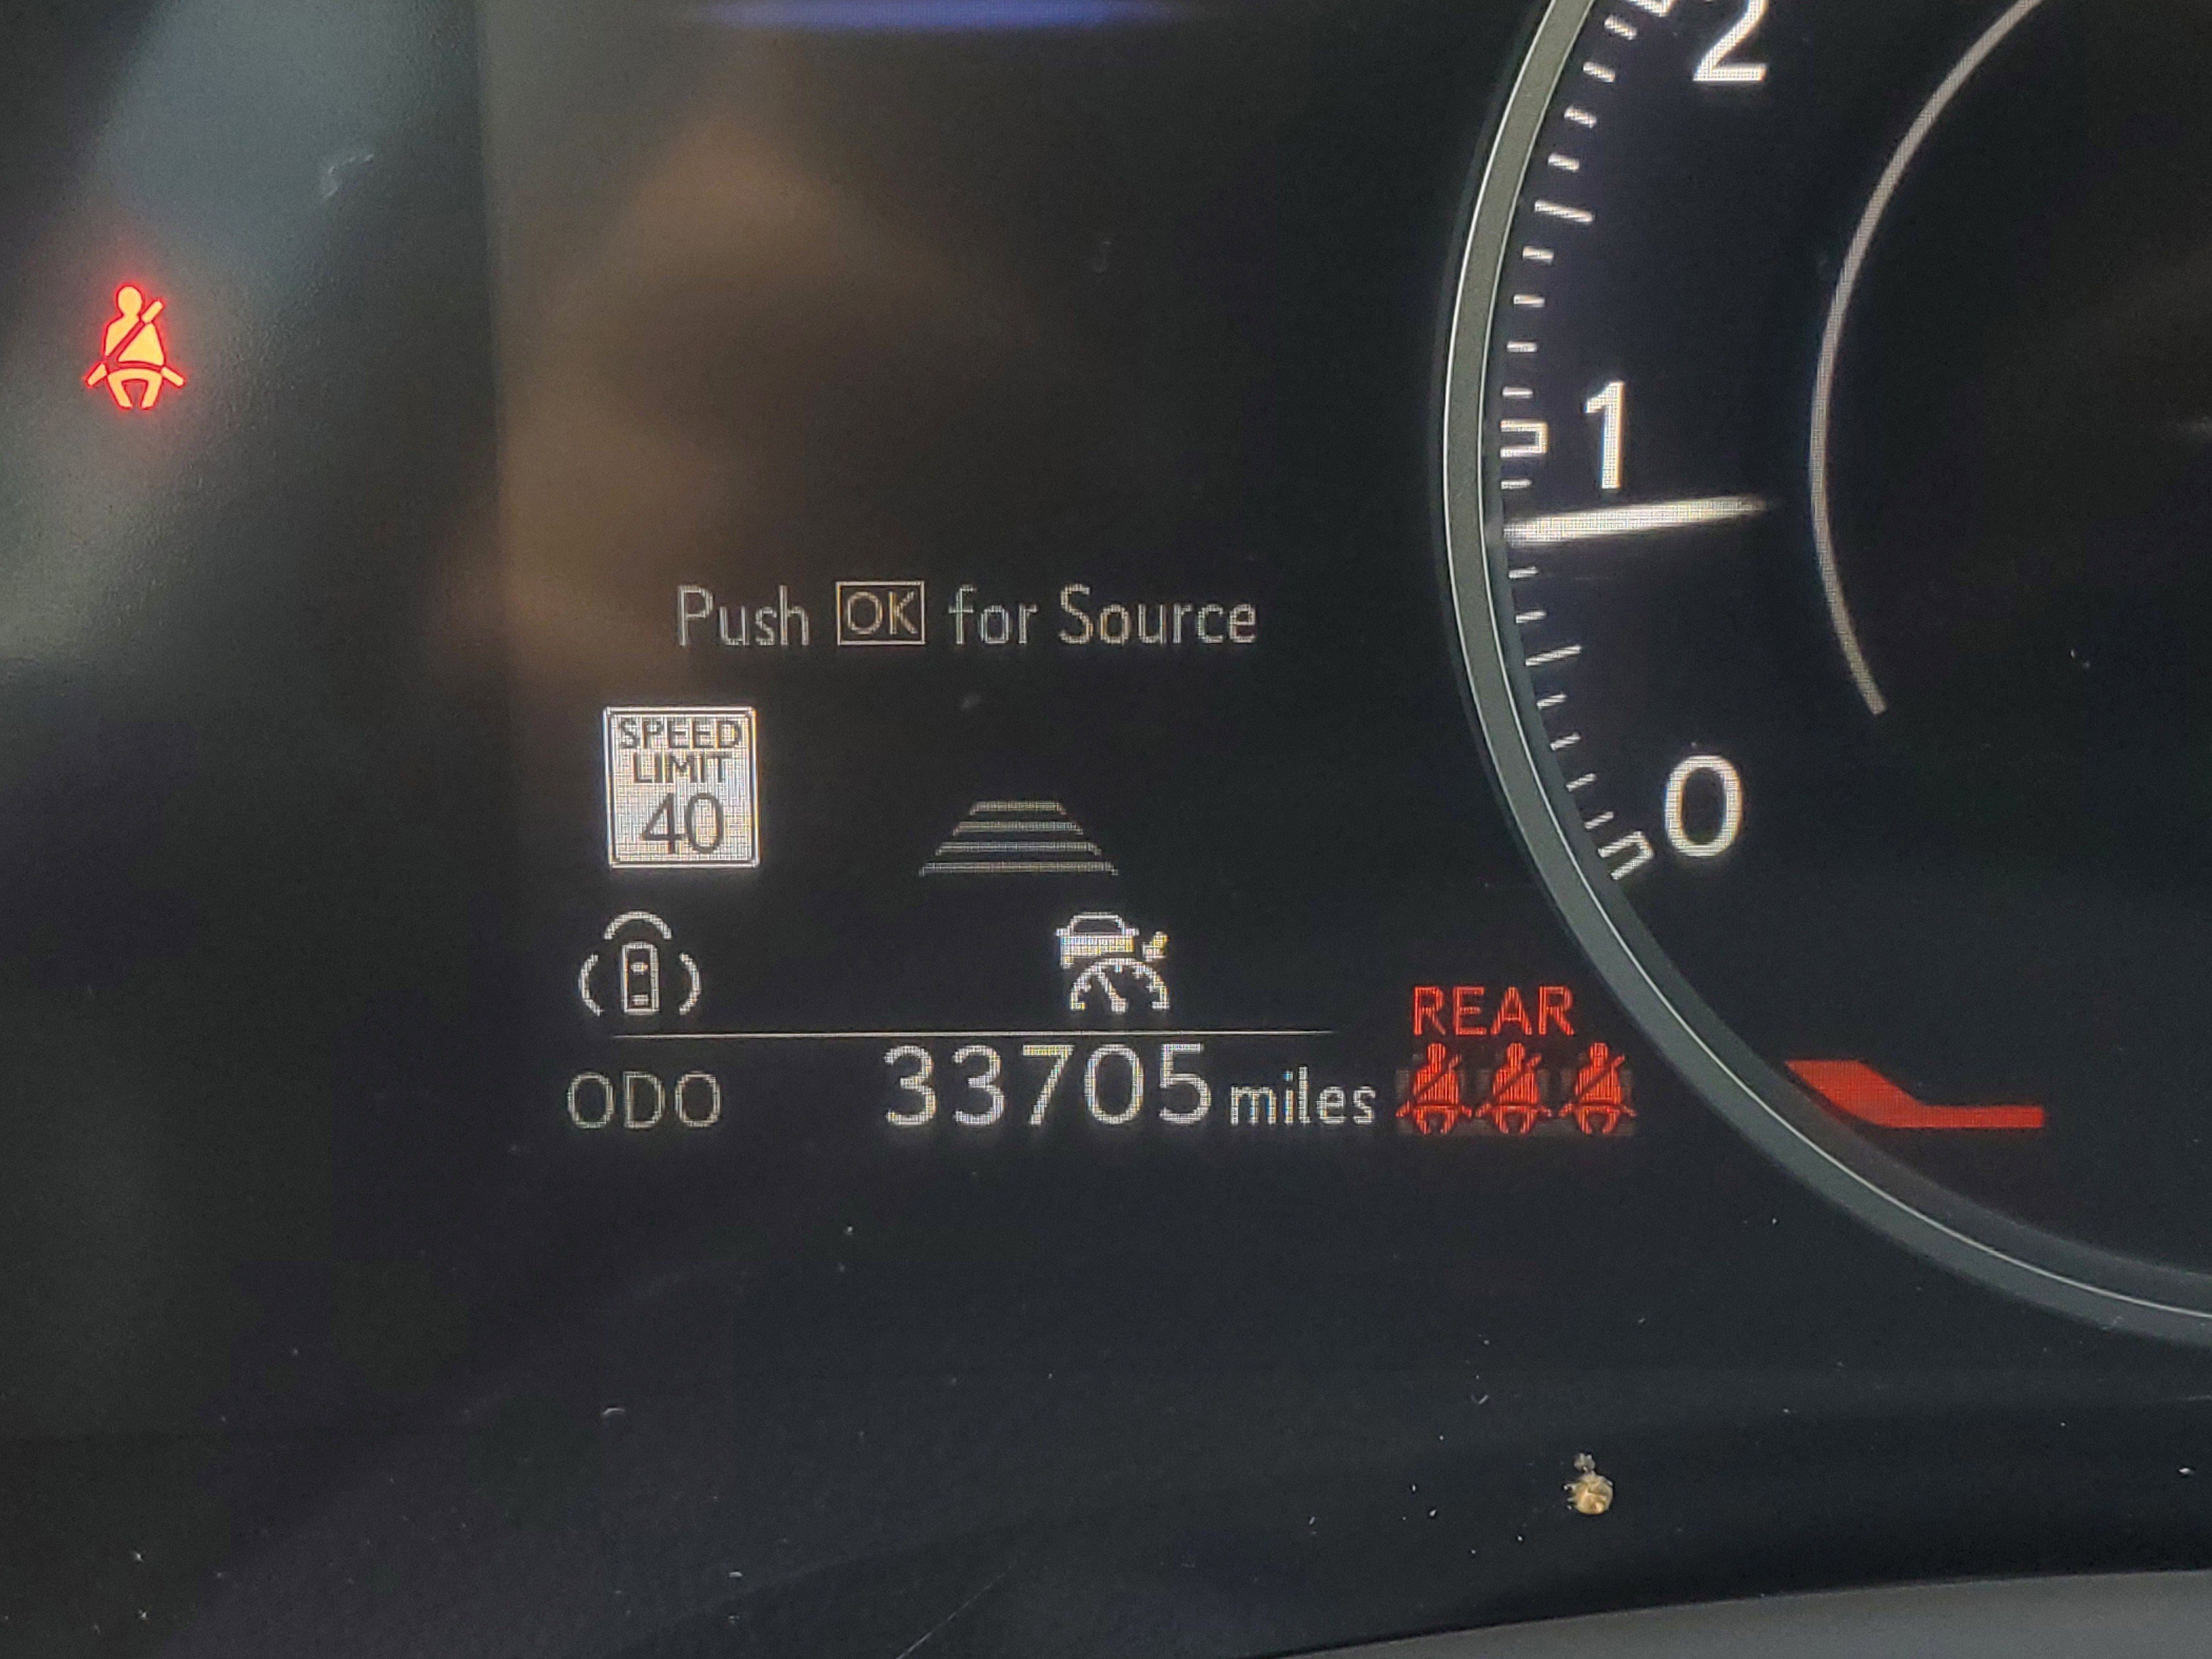 2
1
Push OK for Source
SPEED
LIMIT
40
0
REAR
ODO 33705 miles